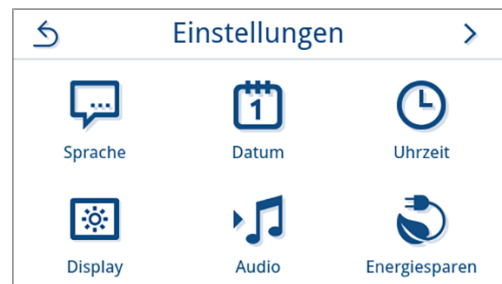 Einstellungen
...
1
Sprache Datum Uhrzeit
Display Audio Energiesparen